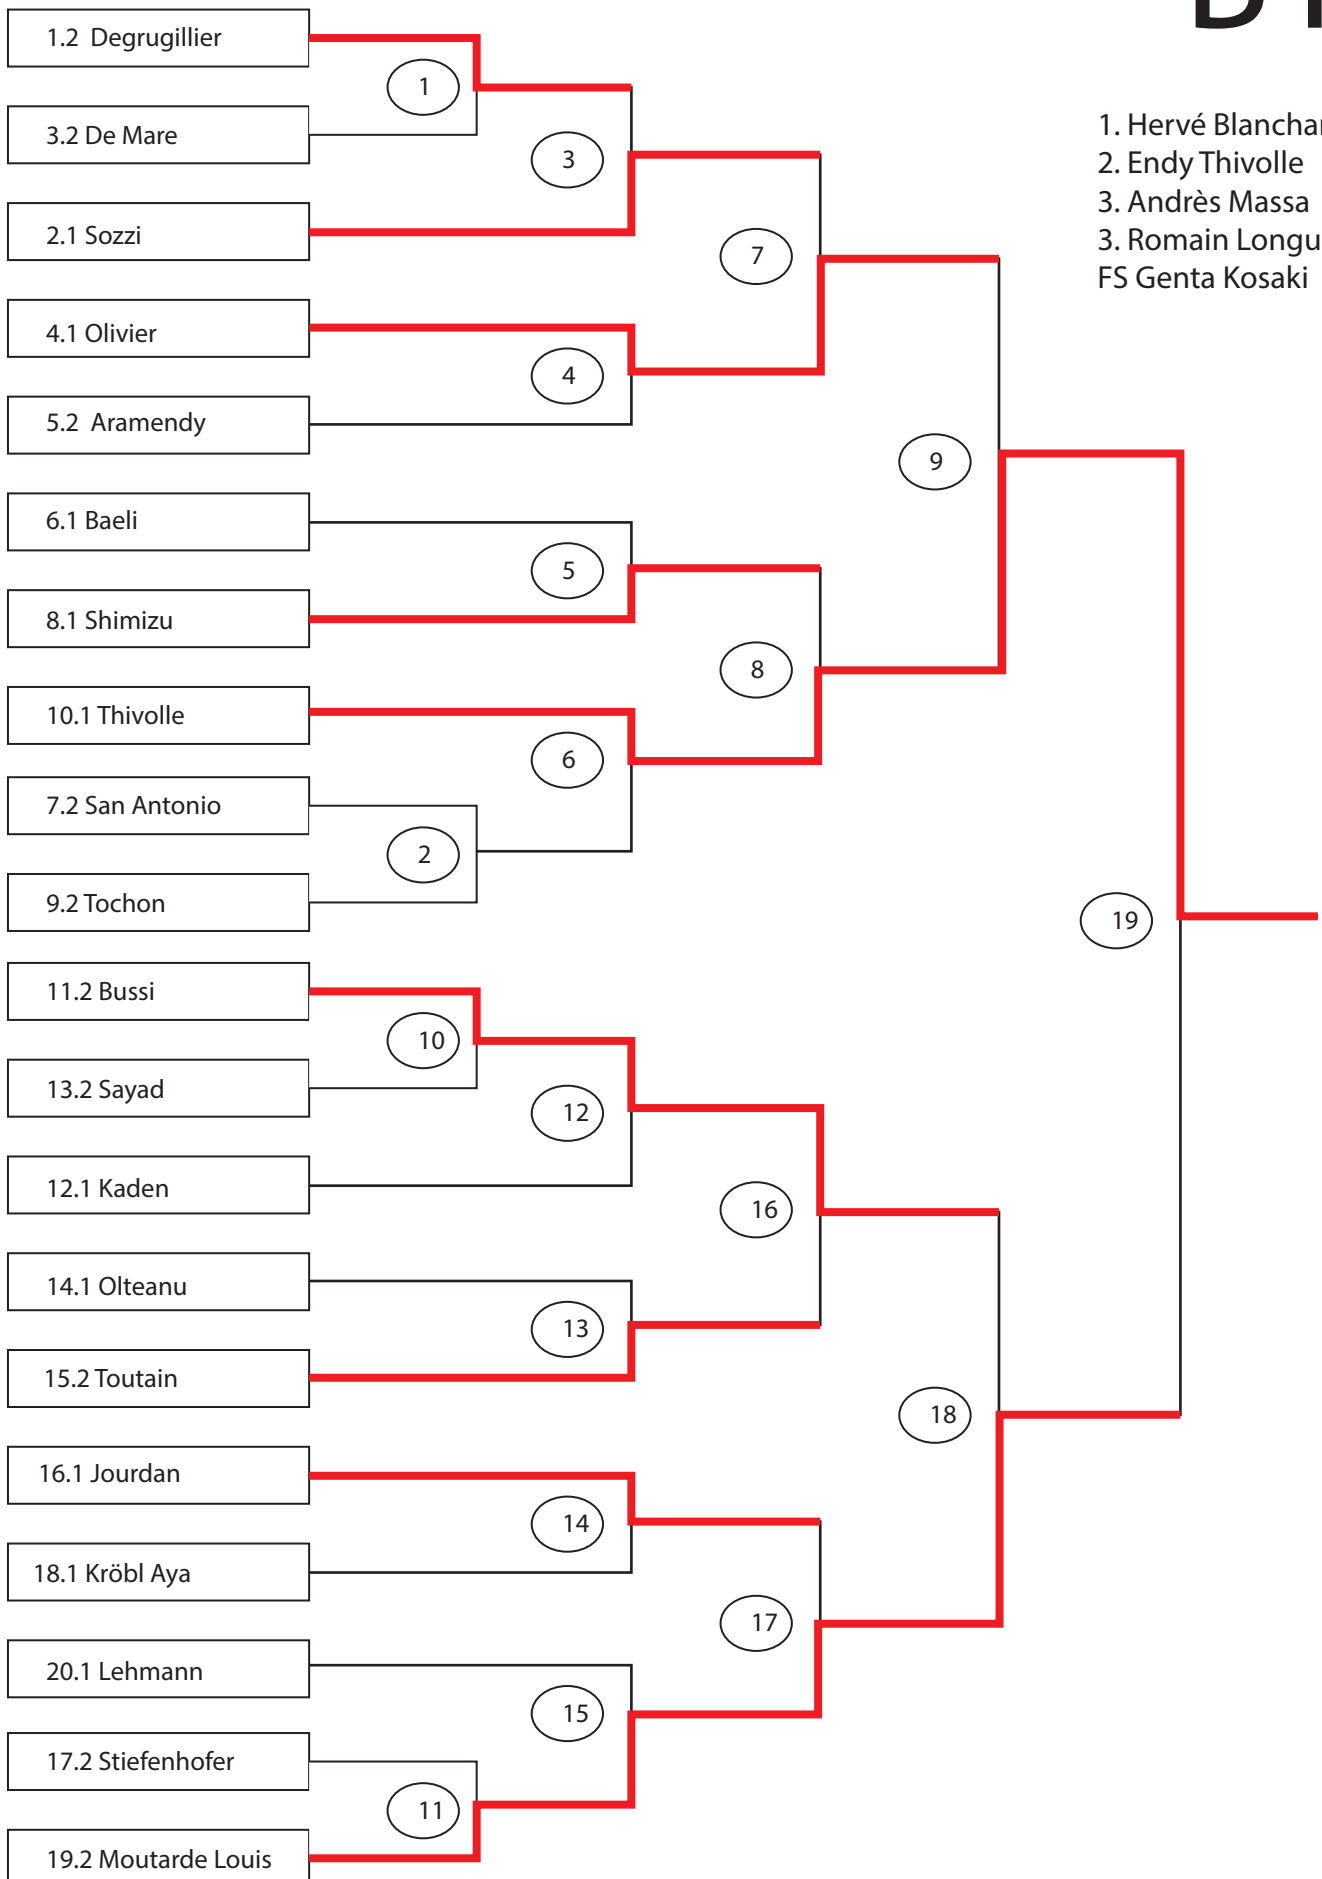 1.2 Degrugillier
1
3.2 De Mare
3
2.1 Sozzi
7
4.1 Olivier
4
5.2 Aramendy
9
6.1 Baeli
5
8.1 Shimizu
8
10.1 Thivolle
6
7.2 San Antonio
2
9.2 Tochon
19
11.2 Bussi
10
13.2 Sayad
12
12.1 Kaden
16
14.1 Olteanu
13
15.2 Toutain
18
16.1 Jourdan
14
18.1 Kröbl Aya
17
20.1 Lehmann
15
17.2 Stiefenhofer
11
19.2 Moutarde Louis
1. Hervé
2. Endy Thivolle
3. Andrès Massa
3. Romain
FS Genta Kosaki